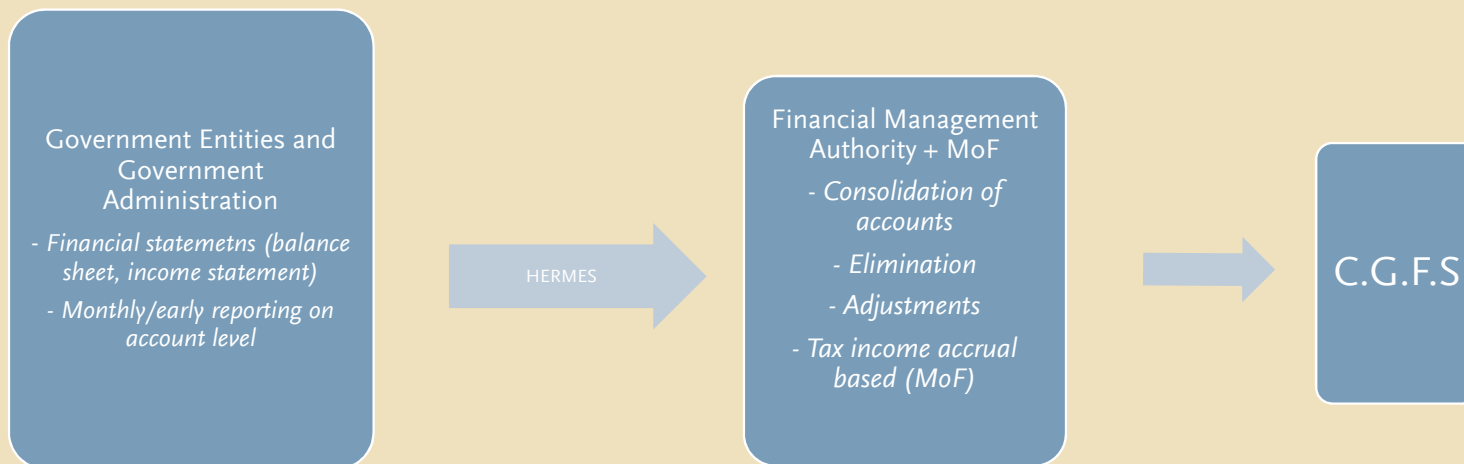 Government Entities and
Government
Administration
- Financial statemetns (balance
sheet, income statement)
- Monthly/early reporting on
account level
HERMES
Financial Management
Authority + MoF
- Consolidation of
accounts
- Elimination
- Adjustments
- Tax income accrual
based (MoF)
C.G.F.S